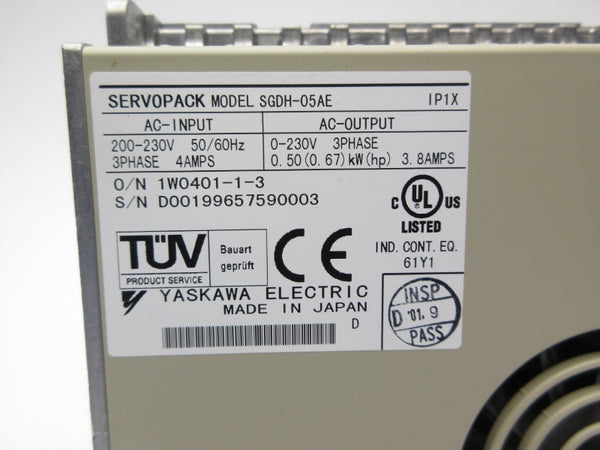 SERVOPACK MODEL SGDH-05AE IP1X
AC-INPUT AC-OUTPUT
200-230V 50/60Hz 0-230V 3PHASE
3PHASE 4AMPS 0.50(0.67)kW(hp) 3.8AMPS
O/N 1W0401-1-3
S/N D00199657590003
C UL US
LISTED
IND. CONT. EQ.
61Y1
TÜV
PRODUCT SERVICE
Bauart
geprüft
CE
YASKAWA ELECTRIC
MADE IN JAPAN
D
INSP
D '01.9
PASS